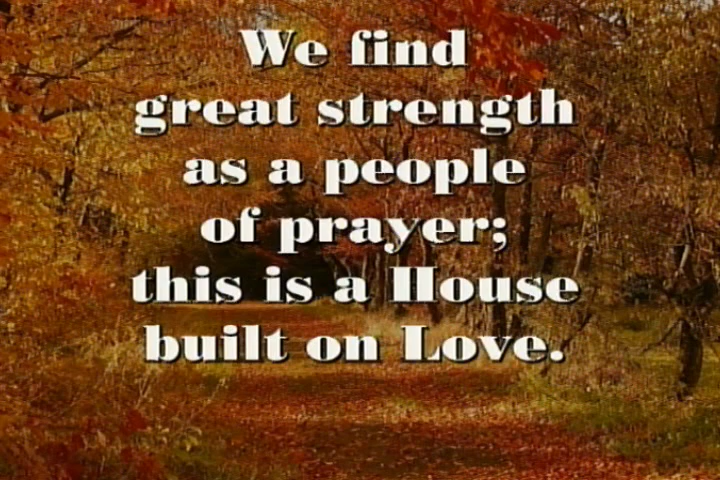 We find
great strength
as a people
of prayer;
this is a House
built on Love.